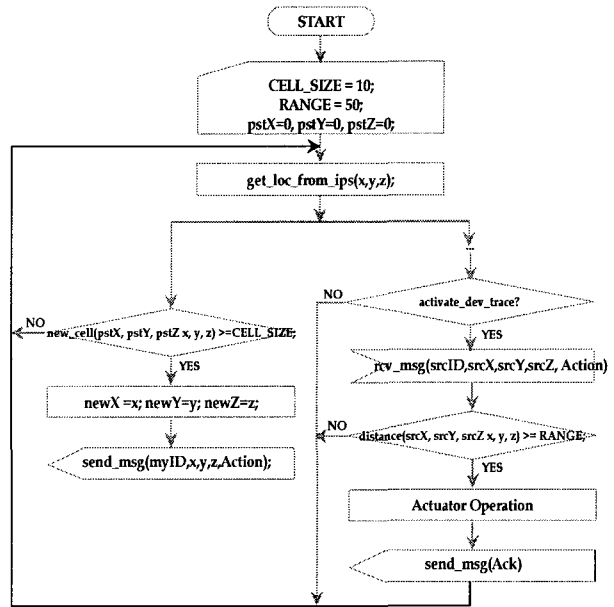 START
CELL_SIZE = 10;
RANGE = 50;
pstX=0, pstY=0, pstZ=0;
get_loc_from_ips(x,y,z);
...
NO
activate_dev_trace?
YES
NO
new_cell(pstX, pstY, pstZ x, y, z) >=CELL_SIZE;
YES
rcv_msg(srcID,srcX,srcY,srcZ, Action)
newX =x; newY=y; newZ=z;
NO
distance(srcX, srcY, srcZ x, y, z) >= RANGE;
YES
send_msg(myID,x,y,z,Action);
Actuator Operation
send_msg(Ack)